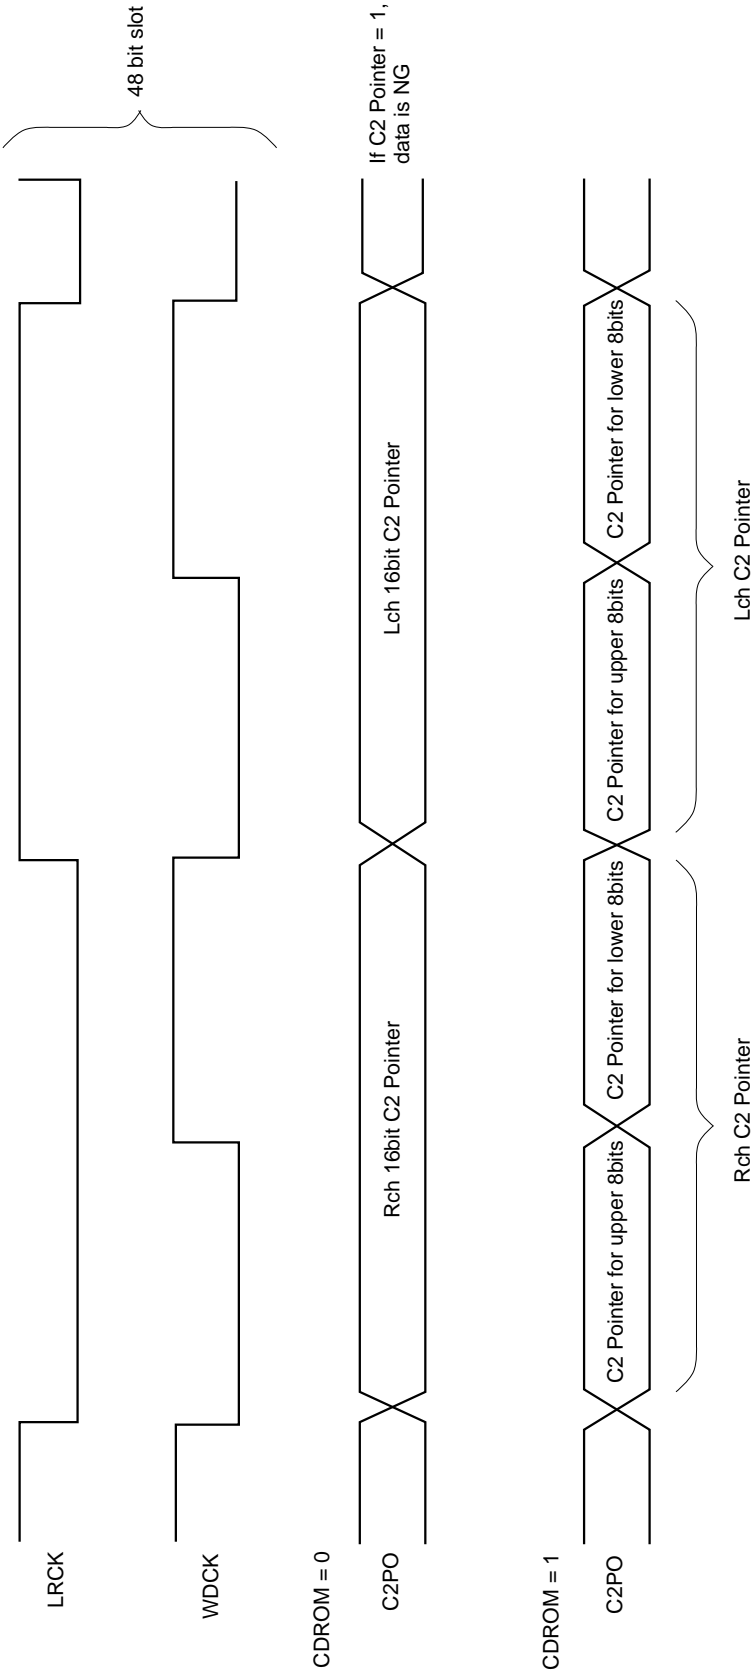 LRCK
WDCK
48 bit slot
CDROM = 0
C2PO
Rch 16bit C2 Pointer
Lch 16bit C2 Pointer
If C2 Pointer = 1,
data is NG
CDROM = 1
C2PO
C2 Pointer for upper 8bits
C2 Pointer for lower 8bits
C2 Pointer for upper 8bits
C2 Pointer for lower 8bits
Rch C2 Pointer
Lch C2 Pointer